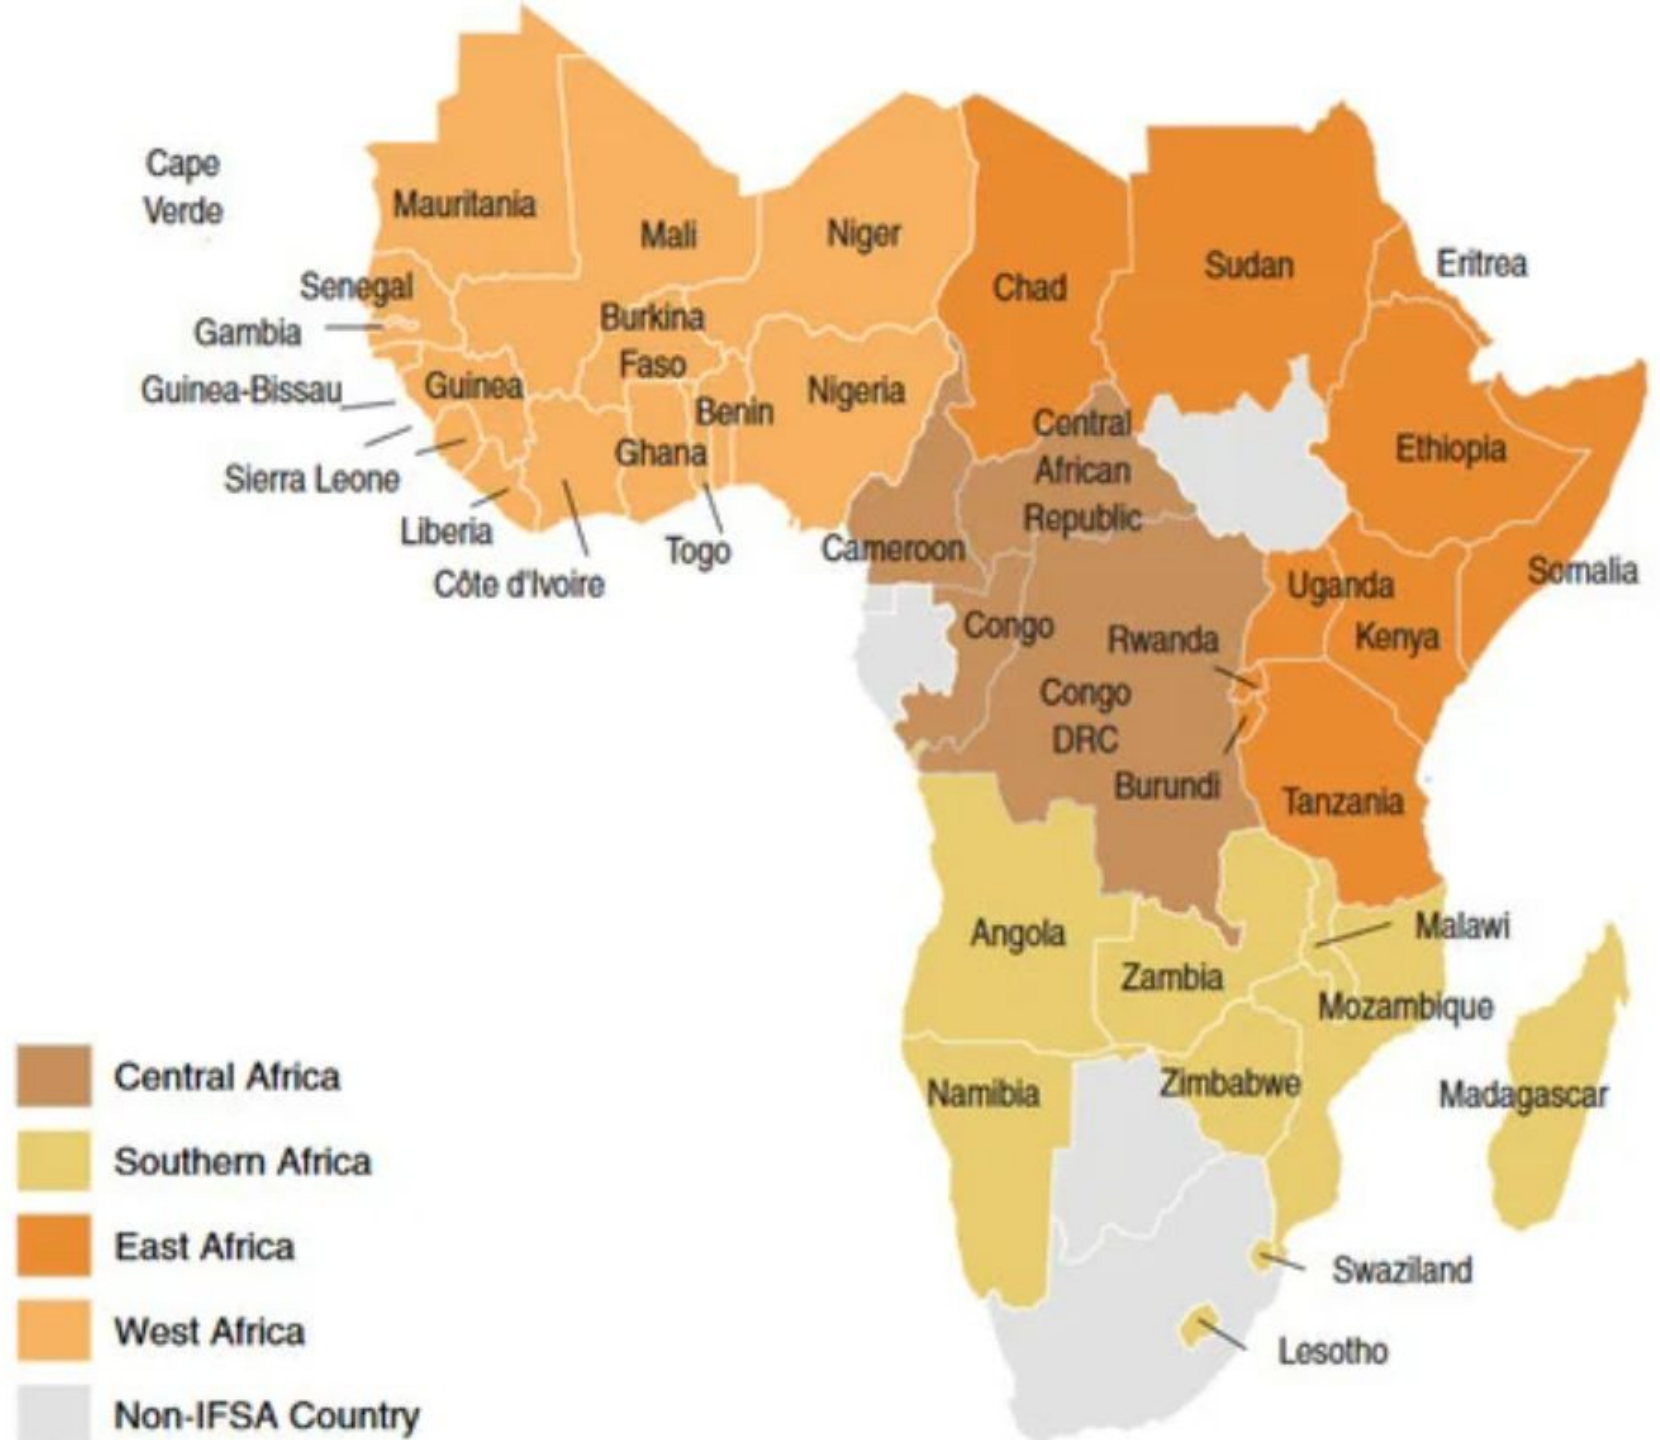 Cape
Verde
Mauritania
Mali
Niger
Chad
Sudan
Eritrea
Senegal
Gambia
Burkina
Faso
Guinea-Bissau
Guinea
Benin
Nigeria
Ghana
Central
African
Republic
Ethiopia
Sierra Leone
Liberia
Togo
Côte d'Ivoire
Cameroon
Somalia
Uganda
Kenya
Congo
Rwanda
Congo
DRC
Burundi
Tanzania
Angola
Malawi
Zambia
Mozambique
Namibia
Zimbabwe
Madagascar
Swaziland
Lesotho
Central Africa
Southern Africa
East Africa
West Africa
Non-IFSA Country